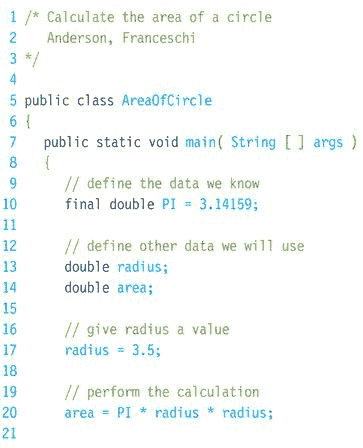 1 /* Calculate the area of a circle
2    Anderson, Franceschi
3 */
4
5 public class AreaOfCircle
6 {
7   public static void main( String [ ] args )
8   {
9     // define the data we know
10     final double PI = 3.14159;
11
12     // define other data we will use
13     double radius;
14     double area;
15
16     // give radius a value
17     radius = 3.5;
18
19     // perform the calculation
20     area = PI * radius * radius;
21